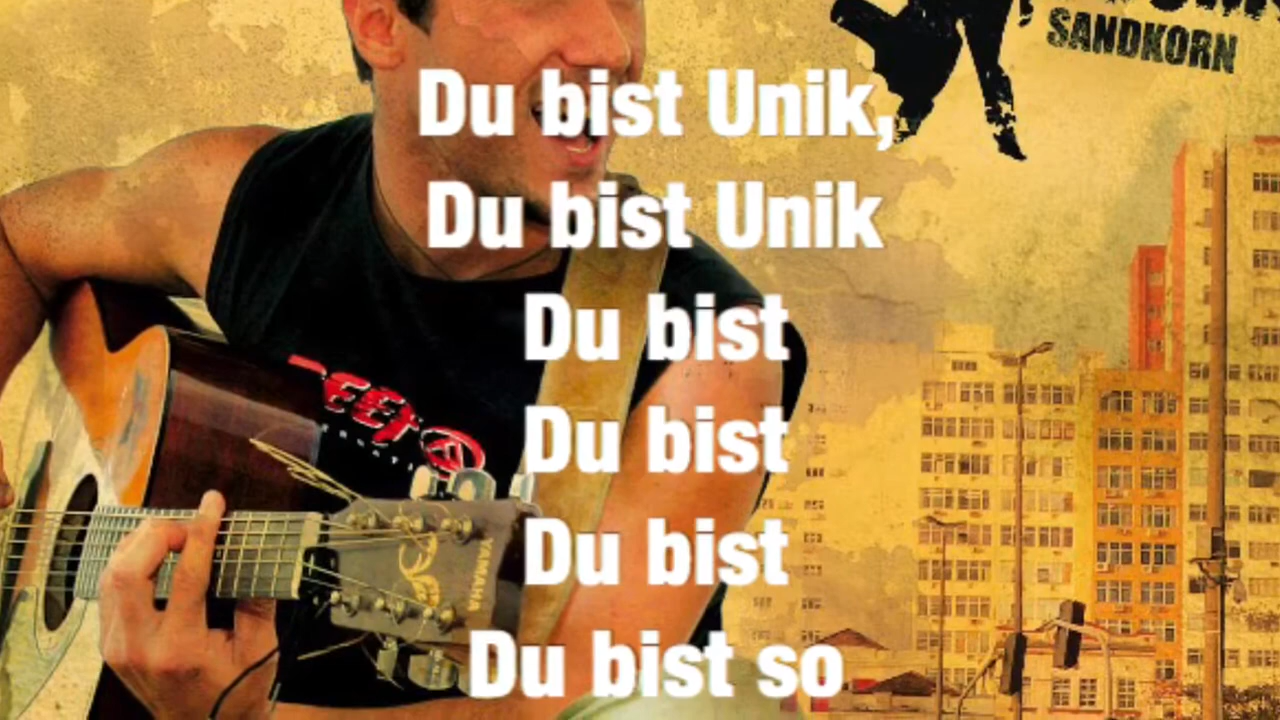 SANDKORN
Du bist Unik,
Du bist Unik
Du bist
Du bist
Du bist
Du bist so
YAMAHA